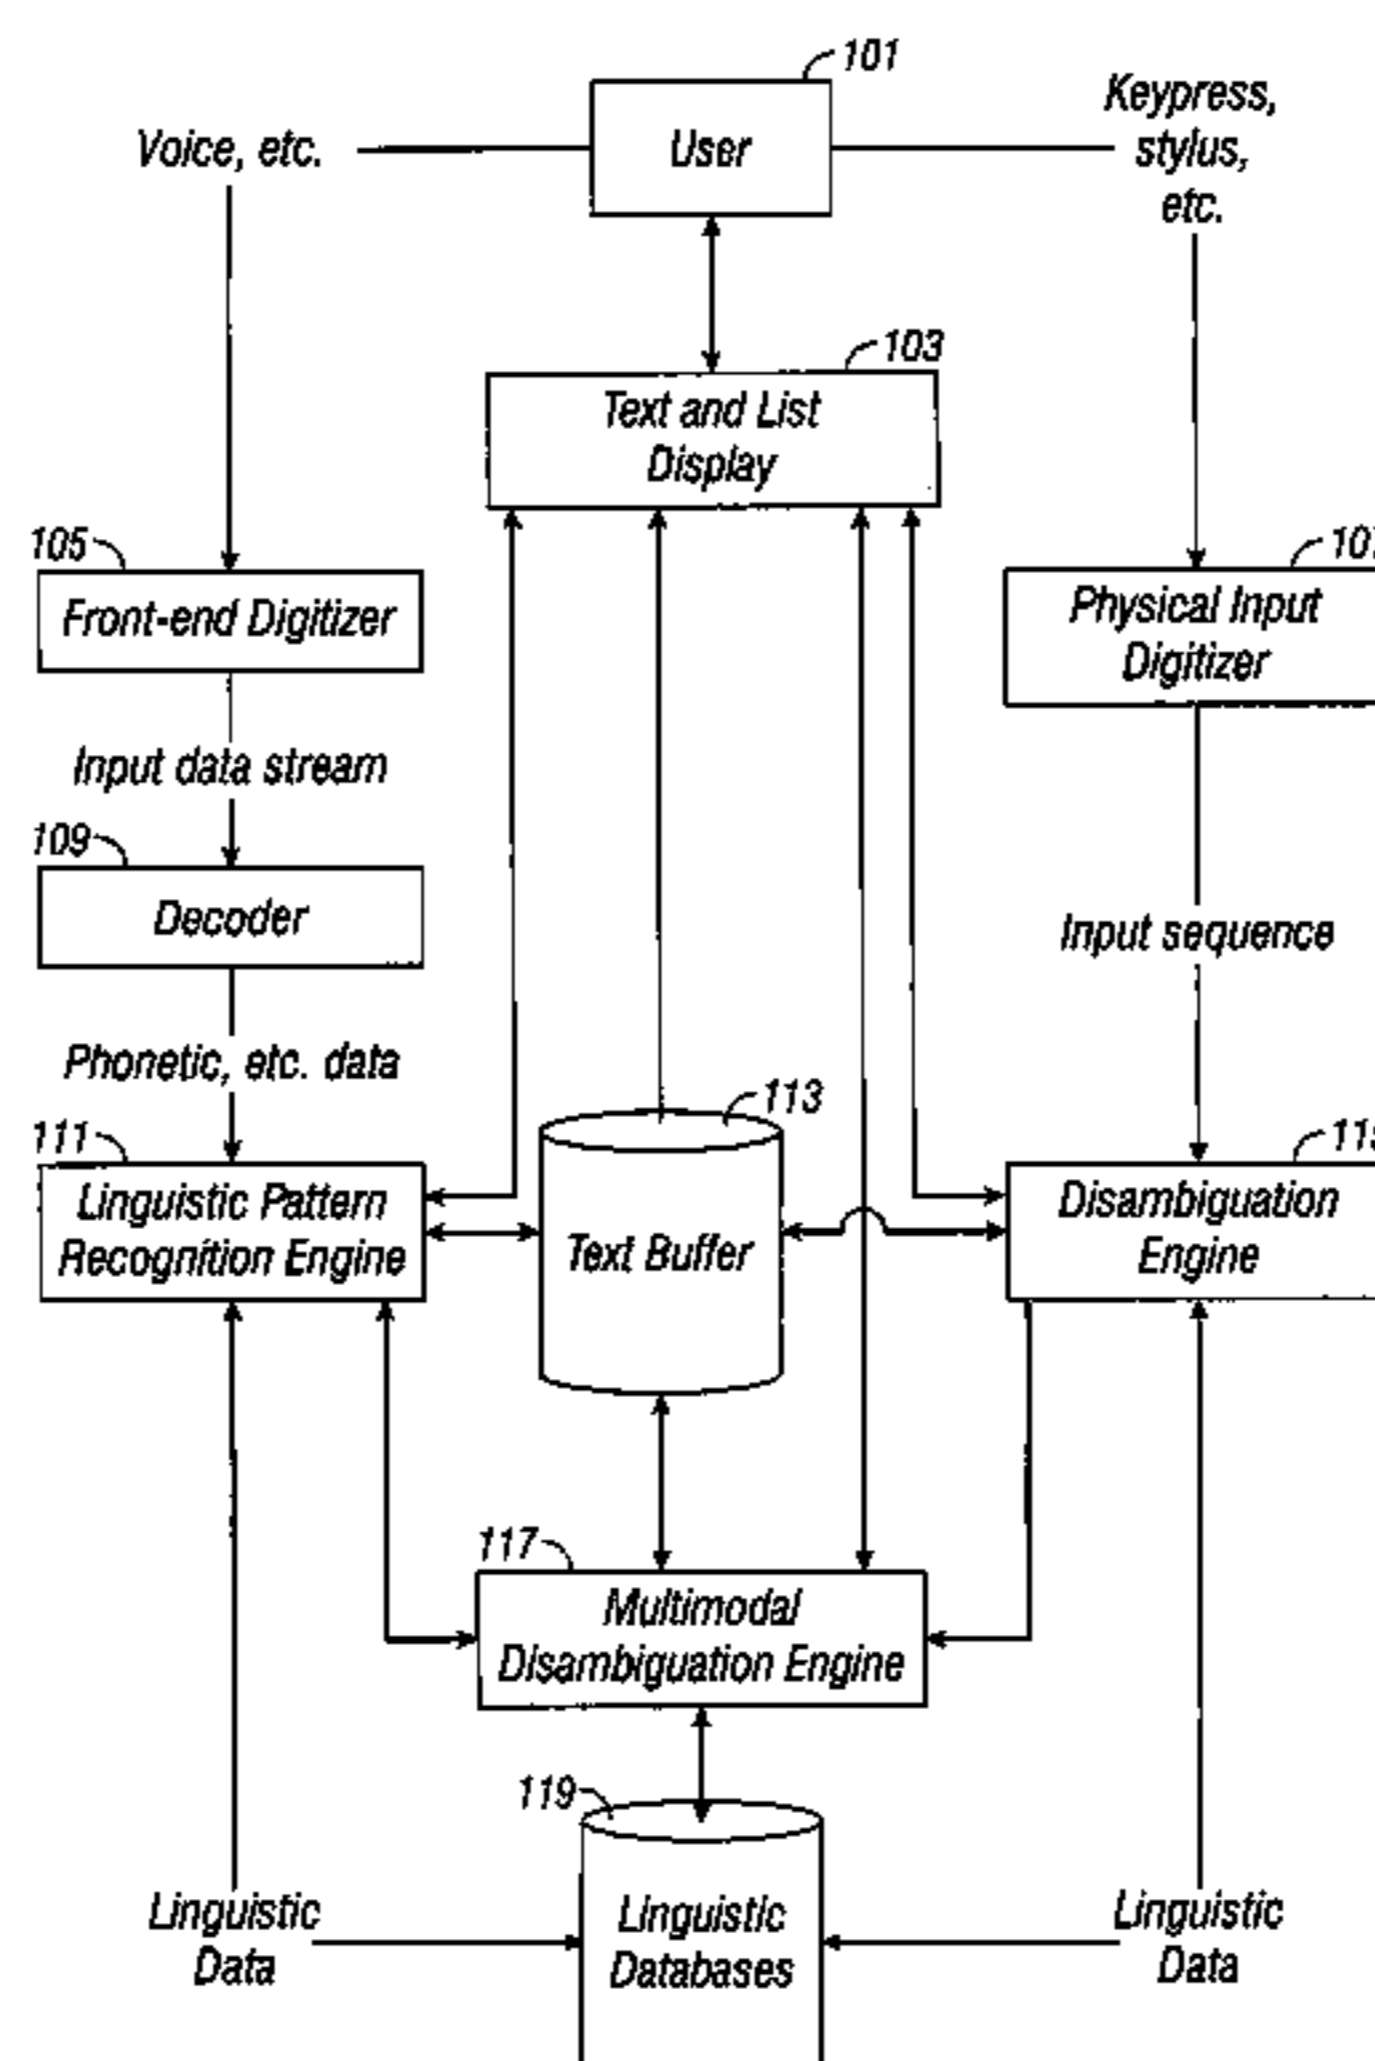 101
Voice, etc.
User
Keypress,
stylus,
etc.
103
Text and List
Display
105
Front-end Digitizer
Physical Input
Digitizer
Input data stream
109
Decoder
Input sequence
Phonetic, etc. data
111
Linguistic Pattern
Recognition Engine
113
Text Buffer
Disambiguation
Engine
117
Multimodal
Disambiguation Engine
119
Linguistic
Data
Linguistic
Databases
Linguistic
Data